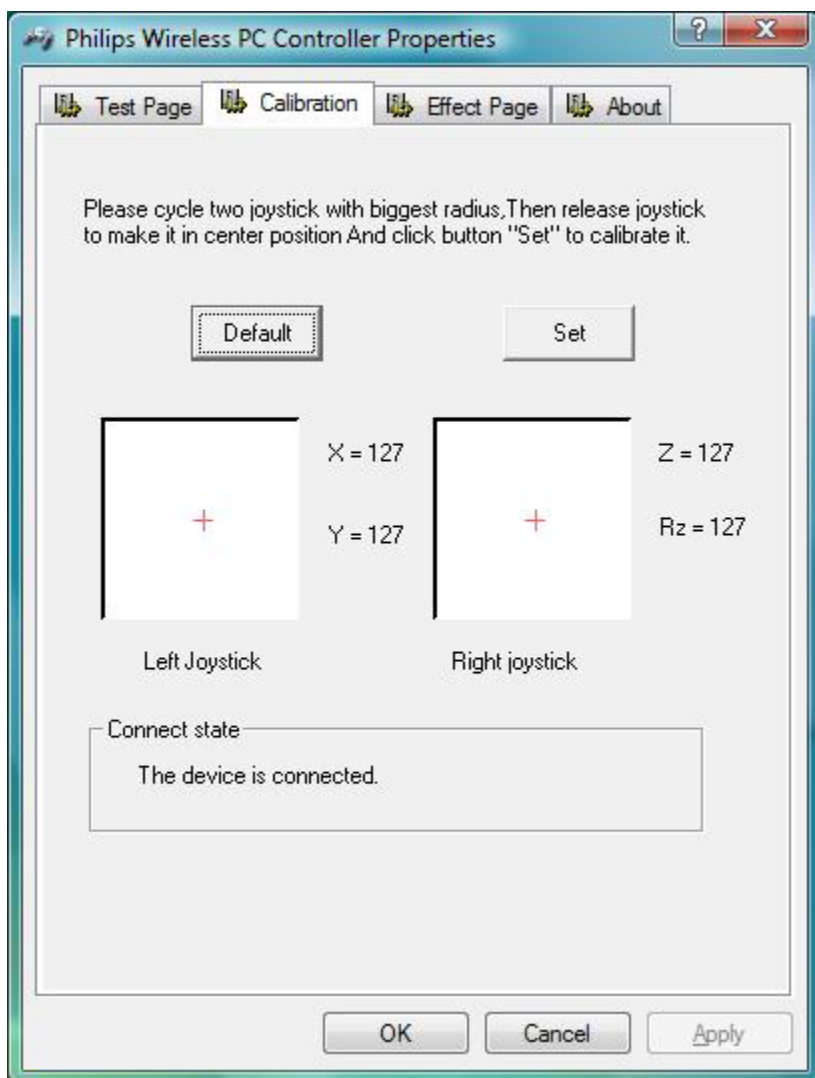 Philips Wireless PC Controller Properties
Test Page Calibration Effect Page About
Please cycle two joystick with biggest radius,Then release joystick
to make it in center position.And click button "Set" to calibrate it.
Default Set
X = 127 Z = 127
Y = 127 Rz = 127
Left Joystick Right joystick
Connect state
The device is connected.
OK Cancel Apply